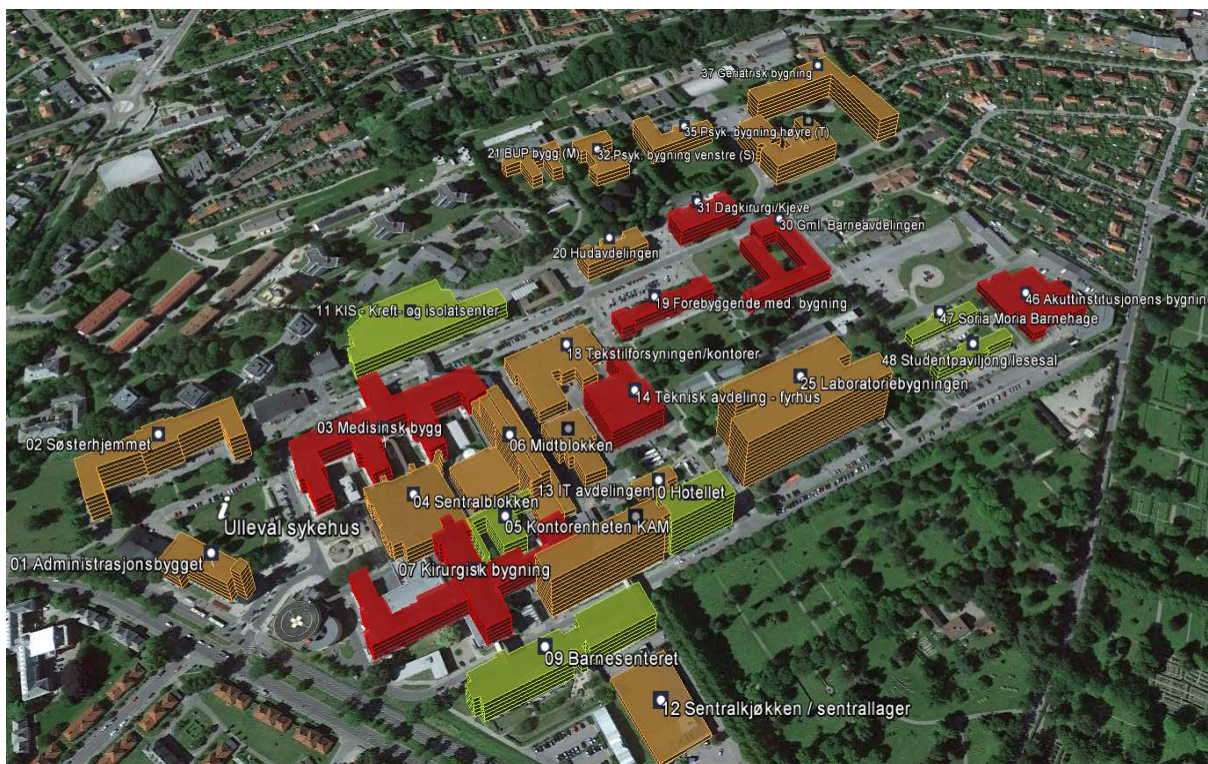 37 Geriatrisk bygning
35 Psyk. bygning høyre (T)
21 BUP bygg (M)
32 Psyk. bygning venstre (S)
31 Dagkirurgi/Kjeve
30 Gml. Barneavdelingen
20 Hudavdelingen
46 Akuttinstitusjonens bygning
19 Forebyggende med. bygning
11 KIS - Kreft- og isolatsenter
47 Soria Moria Barnehage
18 Tekstilforsyningen/kontorer
48 Studentpaviljong/lesesal
25 Laboratoriebygningen
14 Teknisk avdeling - fyrhus
03 Medisinsk bygg
02 Søsterhjemmet
06 Midtblokken
13 IT avdelingen
10 Hotellet
04 Sentralblokken
05 Kontorenheten KAM
Ullevål sykehus
01 Administrasjonsbygget
07 Kirurgisk bygning
09 Barnesenteret
12 Sentralkjøkken / sentrallager